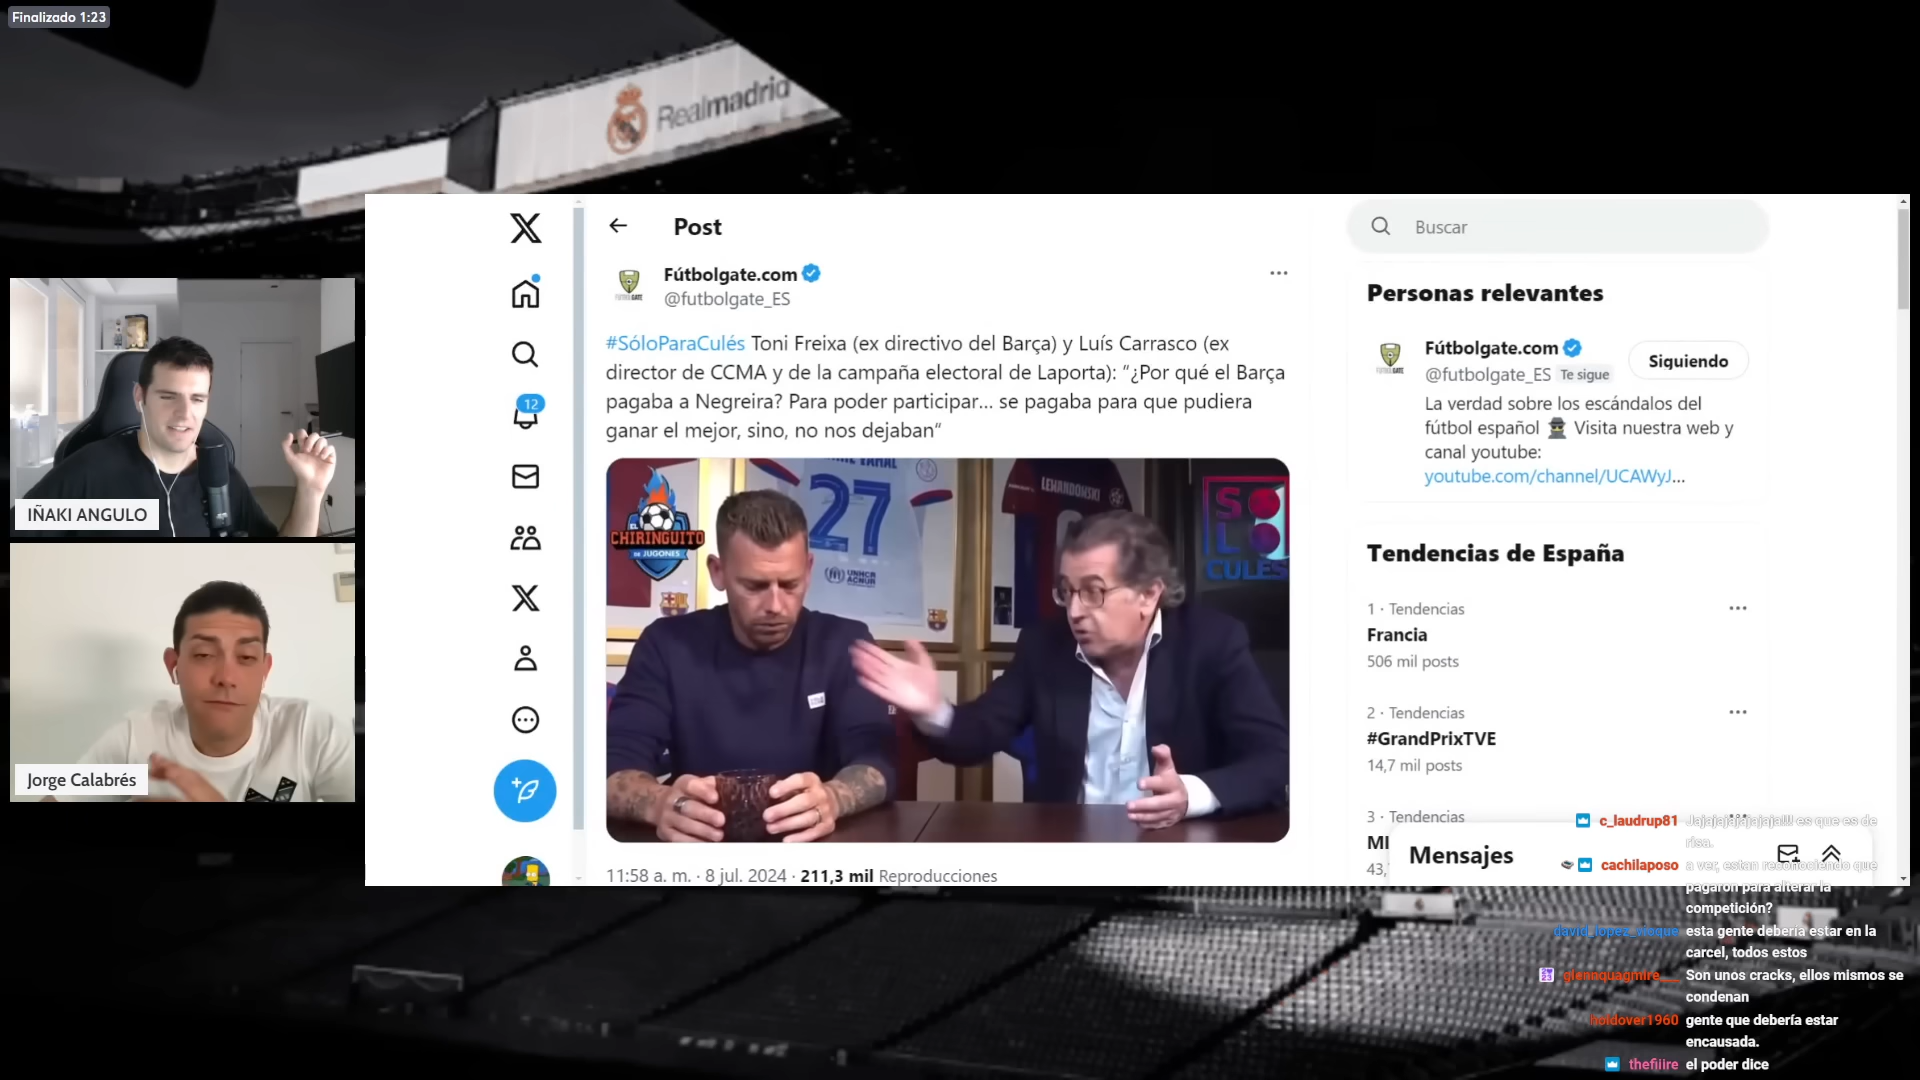 Finalizado 1:23
Realmadrid
Post
Buscar
Fútbolgate.com
@futbolgate_ES
#SóloParaCulés Toni Freixa (ex directivo del Barça) y Luís Carrasco (ex
director de CCMA y de la campaña electoral de Laporta): “¿Por qué el Barça
pagaba a Negreira? Para poder participar... se pagaba para que pudiera
ganar el mejor, sino, no nos dejaban“
12
27
LEWANDOWSKI
EL
CHIRINGUITO
DE JUGONES
UNHCR
ACNUR
SOLO
CULES
11:58 a. m. · 8 jul. 2024 · 211,3 mil Reproducciones
Personas relevantes
Fútbolgate.com
@futbolgate_ES Te sigue
Siguiendo
La verdad sobre los escándalos del
fútbol español Visita nuestra web y
canal youtube:
youtube.com/channel/UCAWyJ...
Tendencias de España
1 · Tendencias
Francia
506 mil posts
2 · Tendencias
#GrandPrixTVE
14,7 mil posts
3 · Tendencias
43,
Mensajes
IÑAKI ANGULO
Jorge Calabrés
c_laudrup81 Jajajajajajaja!!! es que es de
risa.
cachilaposo a ver, estan reconociendo que
pagaron para alterar la
competición?
esta gente debería estar en la
carcel, todos estos
glennquagmire__ Son unos cracks, ellos mismos se
condenan
holdover1960 gente que debería estar
encausada.
thefiiire el poder dice